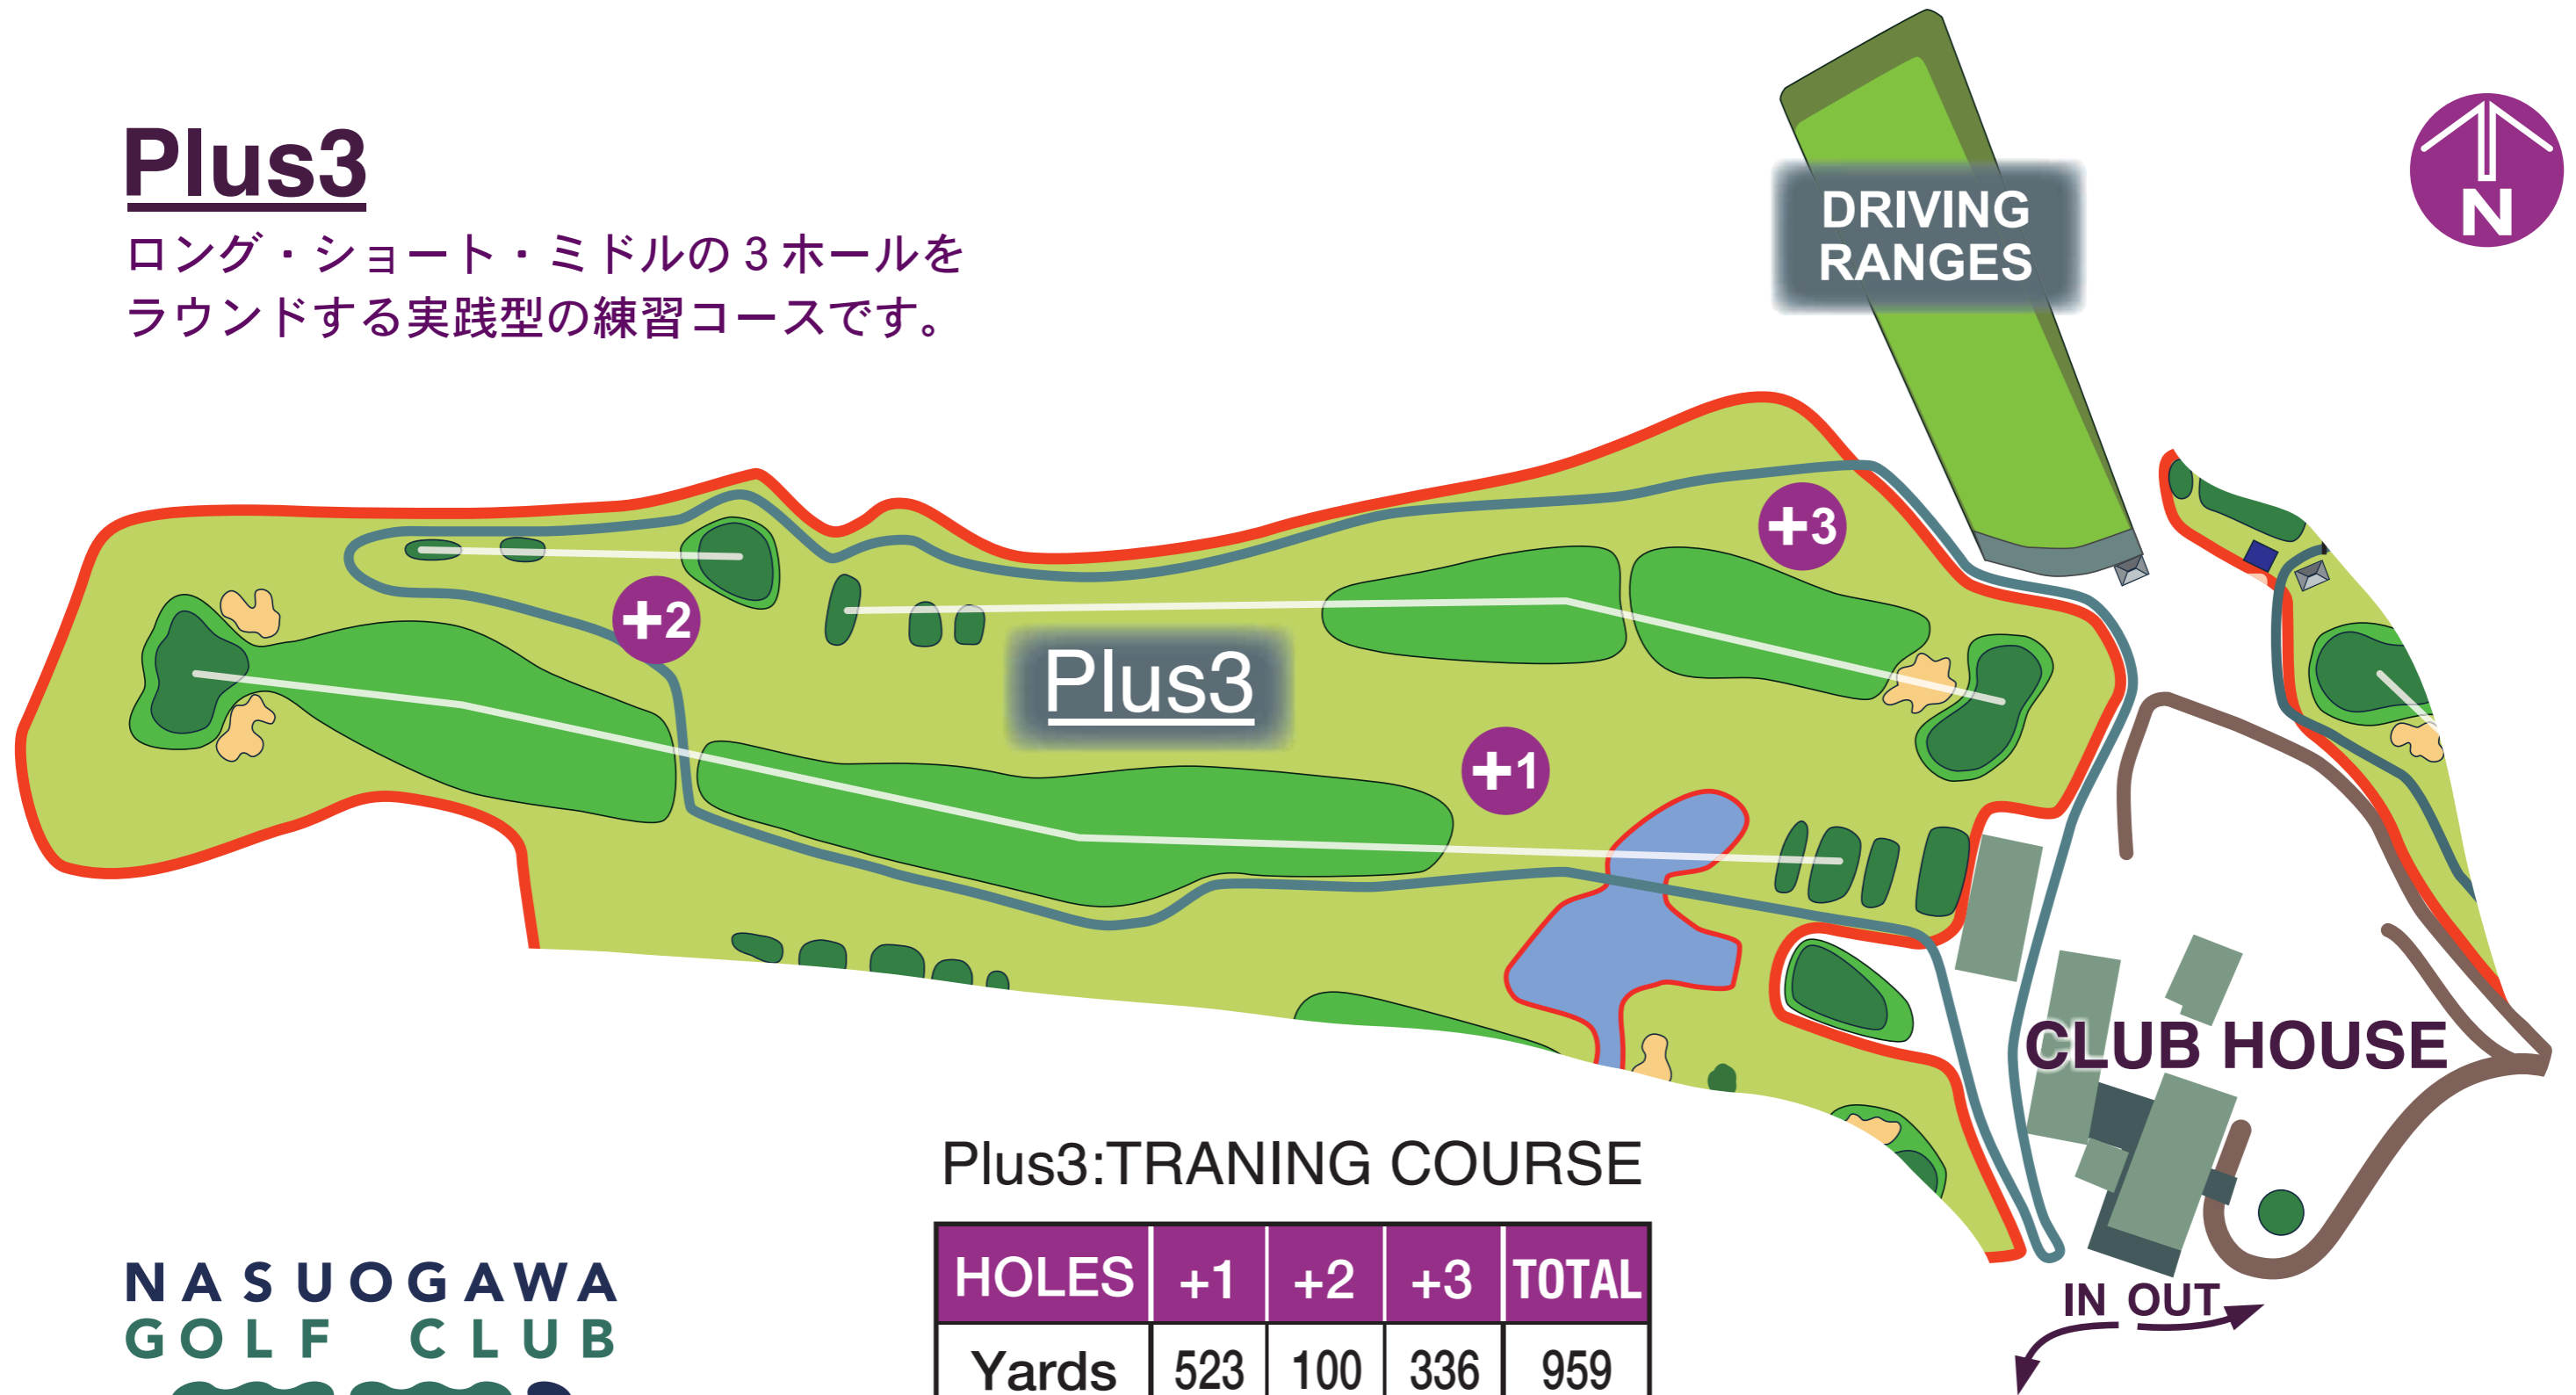 Plus3
ロング・ショート・ミドルの3ホールを
ラウンドする実践型の練習コースです。
DRIVING
RANGES
N
+3
+2
Plus3
+1
CLUB HOUSE
Plus3:TRANING COURSE
HOLES +1 +2 +3 TOTAL
Yards 523 100 336 959
NASUOGAWA
GOLF CLUB
IN OUT